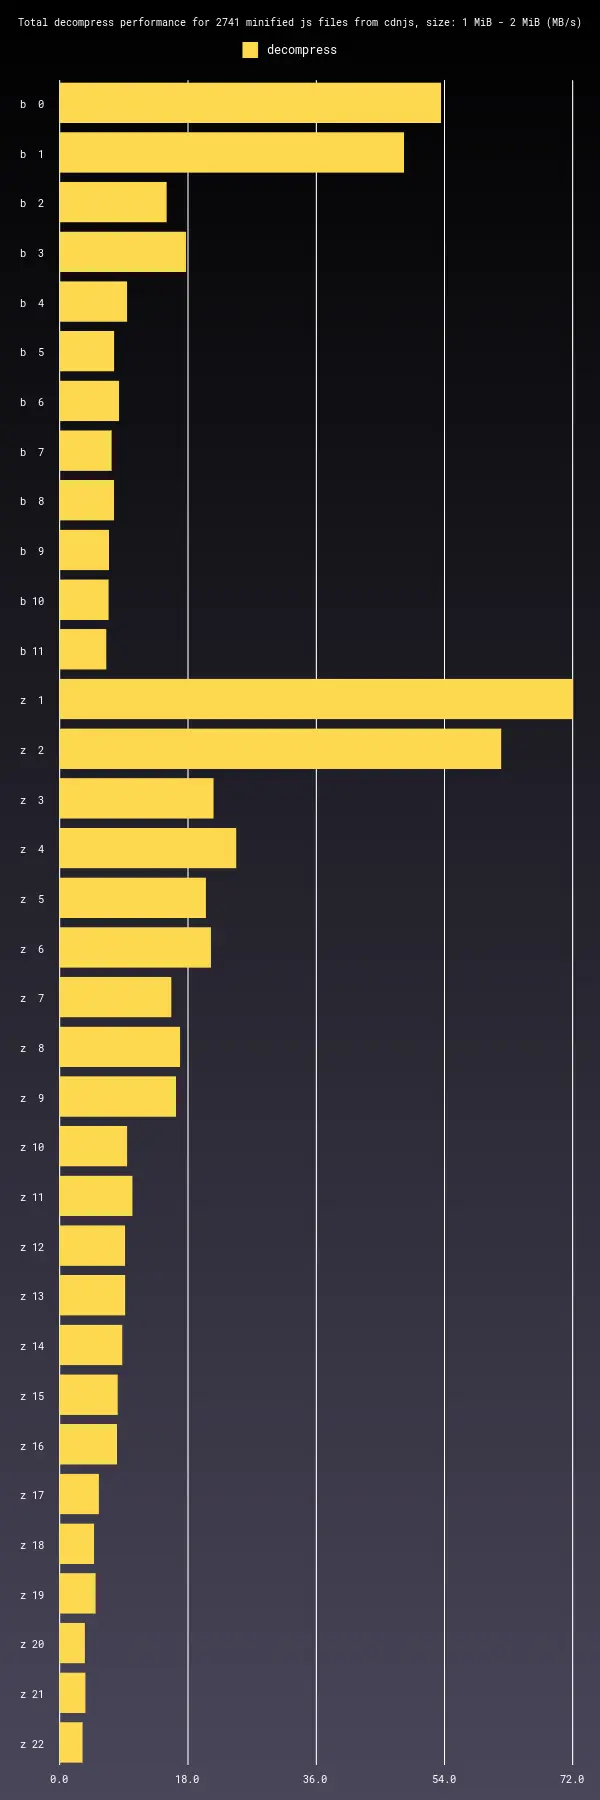 Total decompress performance for 2741 minified js files from cdnjs, size: 1 MiB - 2 MiB (MB/s)
decompress
b 0
b 1
b 2
b 3
b 4
b 5
b 6
b 7
b 8
b 9
b 10
b 11
z 1
z 2
z 3
z 4
z 5
z 6
z 7
z 8
z 9
z 10
z 11
z 12
z 13
z 14
z 15
z 16
z 17
z 18
z 19
z 20
z 21
z 22
0.0 18.0 36.0 54.0 72.0